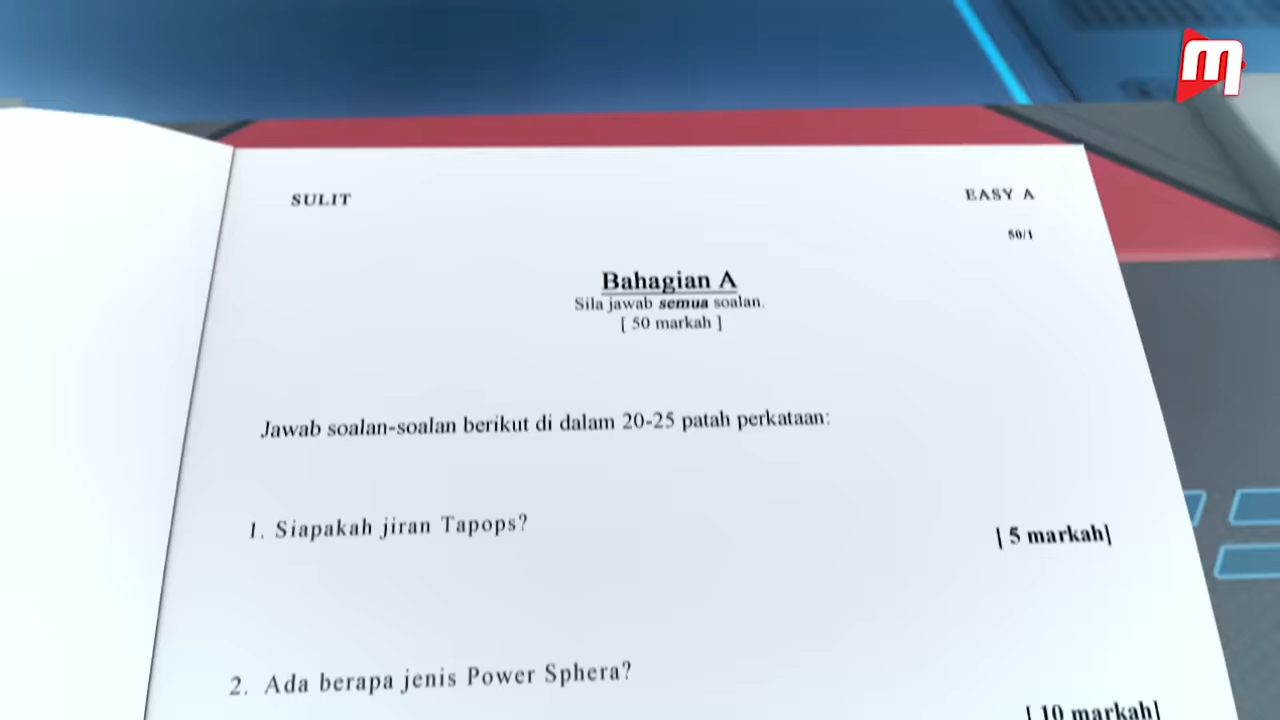 SULIT
EASY A
50/1
Bahagian A
Sila jawab semua soalan.
[ 50 markah ]
Jawab soalan-soalan berikut di dalam 20-25 patah perkataan:
1. Siapakah jiran Tapops?
[ 5 markah]
2. Ada berapa jenis Power Sphera?
[ 10 markah]